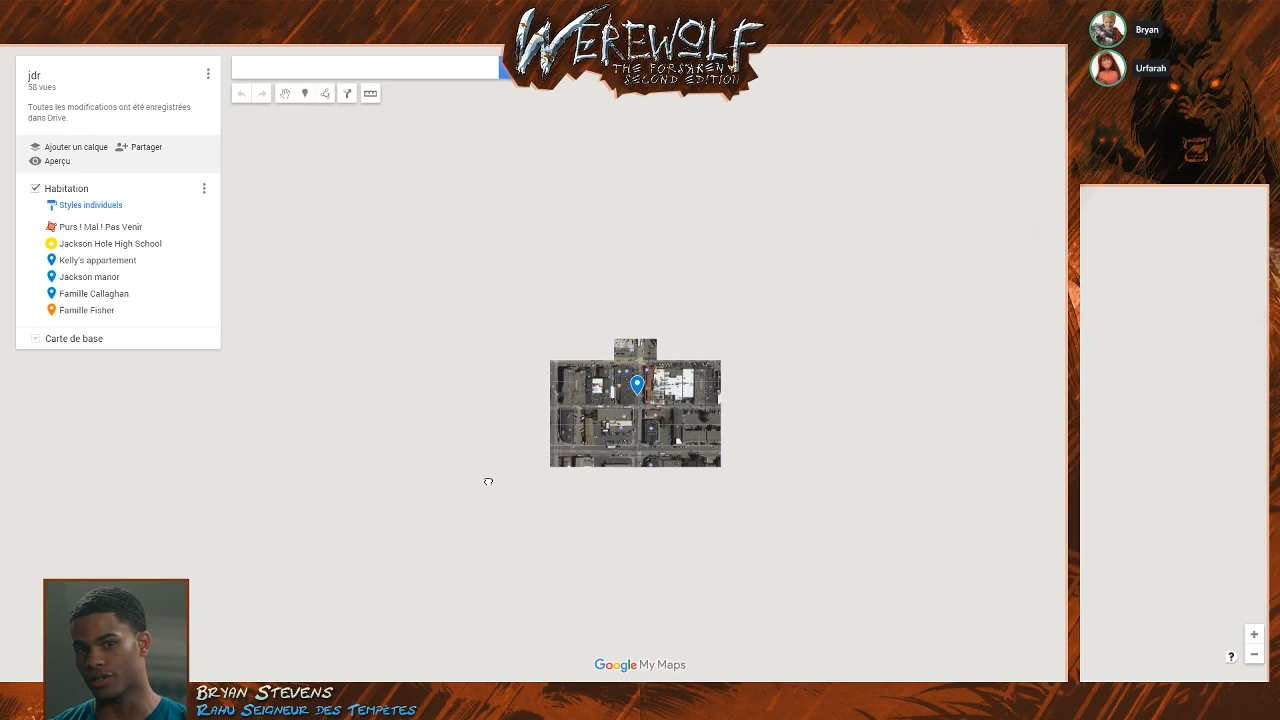 WEREWOLF
THE FORSAKEN
SECOND EDITION
Bryan
Urfarah
jdr
58 vues
Toutes les modifications ont été enregistrées
dans Drive.
Ajouter un calque
Partager
Aperçu
Habitation
Styles individuels
Purs ! Mal ! Pas Venir
Jackson Hole High School
Kelly's appartement
Jackson manor
Famille Callaghan
Famille Fisher
Carte de base
Google My Maps
+
?
−
BRYAN STEVENS
RAHU SEIGNEUR DES TEMPÈTES